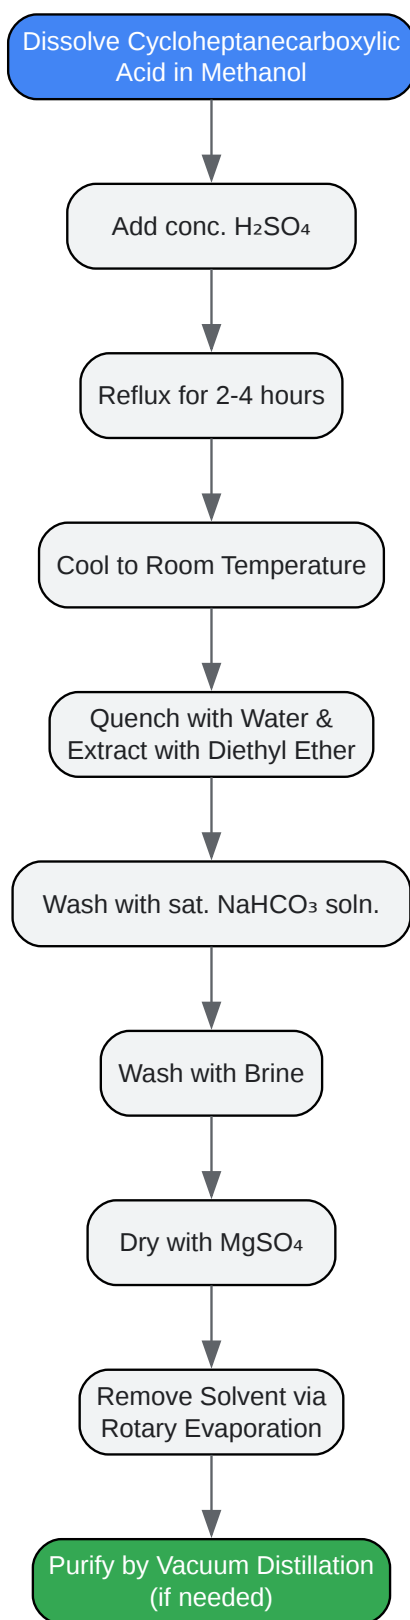 Dissolve Cycloheptanecarboxylic
Acid in Methanol
Add conc. H₂SO₄
Reflux for 2-4 hours
Cool to Room Temperature
Quench with Water &
Extract with Diethyl Ether
Wash with sat. NaHCO₃ soln.
Wash with Brine
Dry with MgSO₄
Remove Solvent via
Rotary Evaporation
Purify by Vacuum Distillation
(if needed)